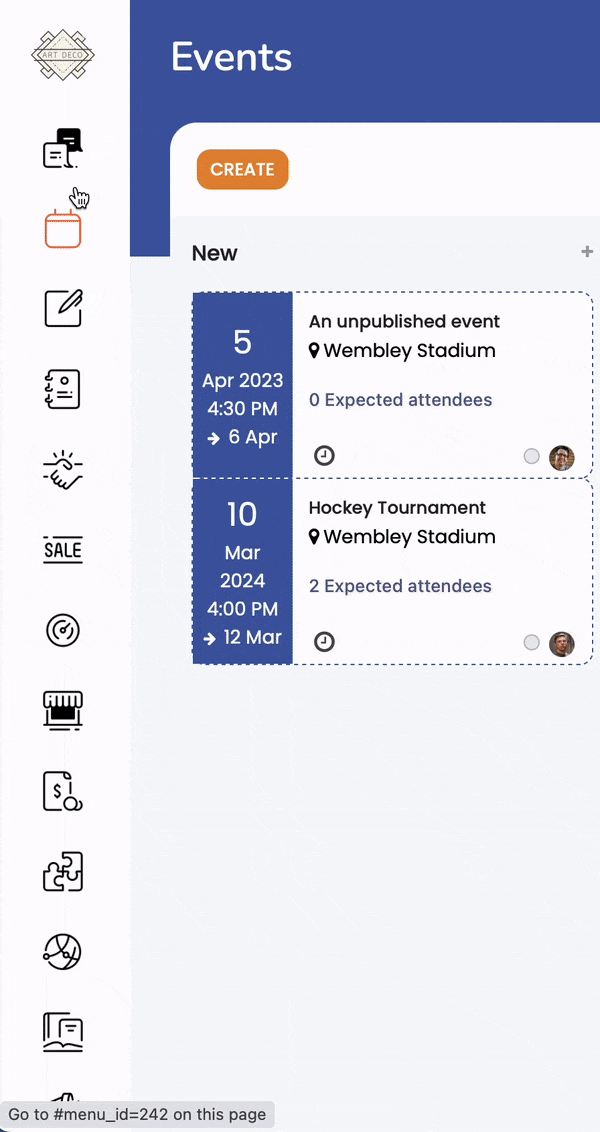 ART DECO
Events
CREATE
New
+
5
Apr 2023
4:30 PM
→ 6 Apr
An unpublished event
Wembley Stadium
0 Expected attendees
10
Mar
2024
4:00 PM
→ 12 Mar
Hockey Tournament
Wembley Stadium
2 Expected attendees
SALE
$
Go to #menu_id=242 on this page